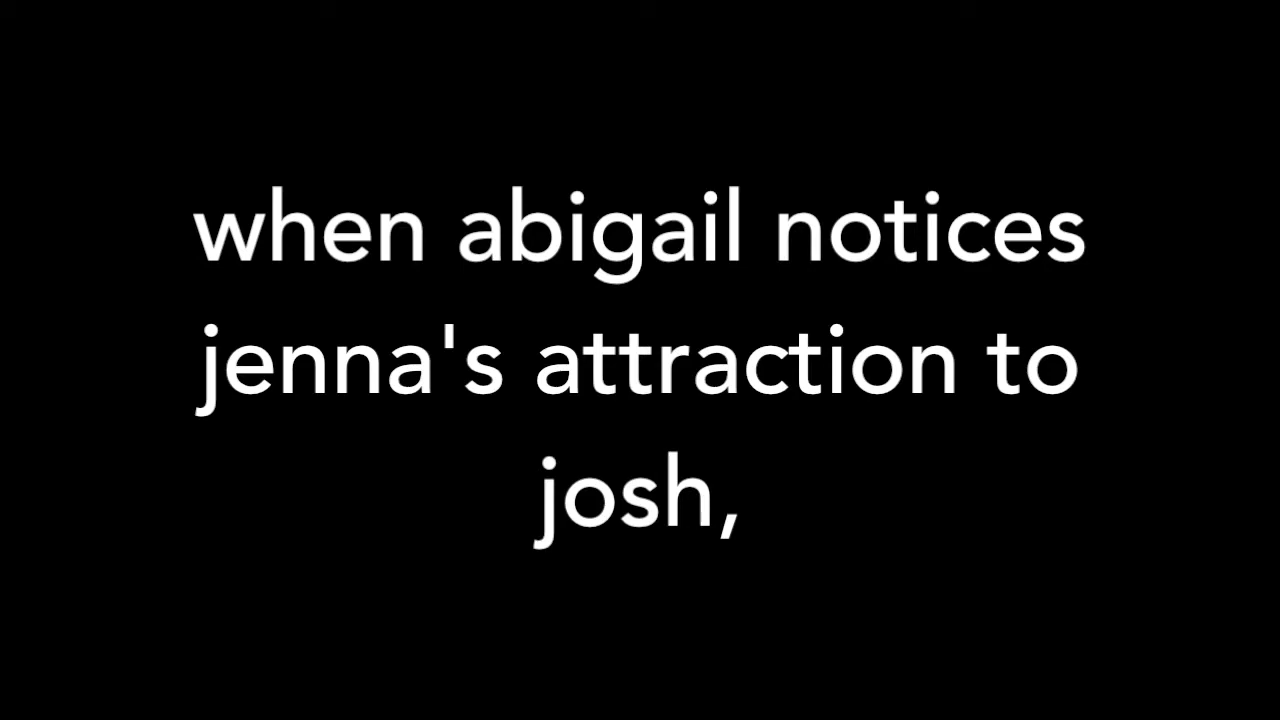 when abigail notices
jenna's attraction to
josh,